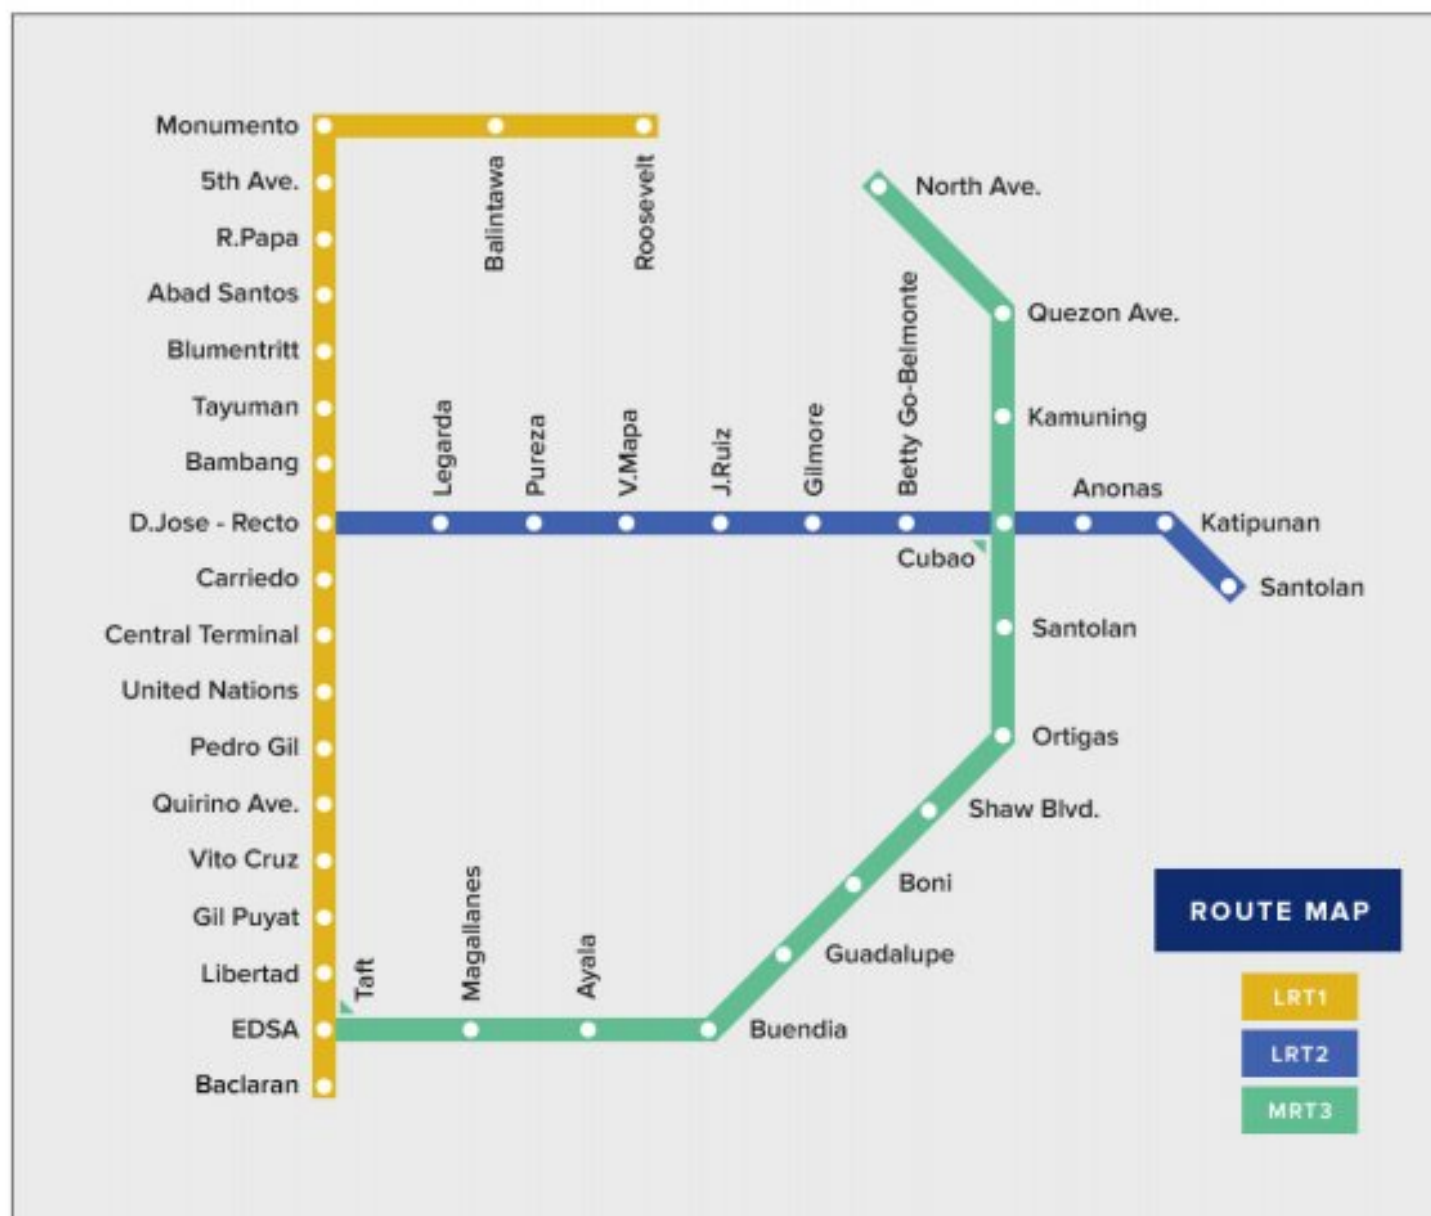 Monumento
5th Ave.
R.Papa
Abad Santos
Blumentritt
Tayuman
Bambang
D.Jose - Recto
Carriedo
Central Terminal
United Nations
Pedro Gil
Quirino Ave.
Vito Cruz
Gil Puyat
Libertad
EDSA
Baclaran
Balintawa
Roosevelt
Legarda
Pureza
V.Mapa
J.Ruiz
Gilmore
Betty Go-Belmonte
Cubao
Anonas
Katipunan
Santolan
North Ave.
Quezon Ave.
Kamuning
Santolan
Ortigas
Shaw Blvd.
Boni
Guadalupe
Buendia
Ayala
Magallanes
Taft
ROUTE MAP
LRT1
LRT2
MRT3